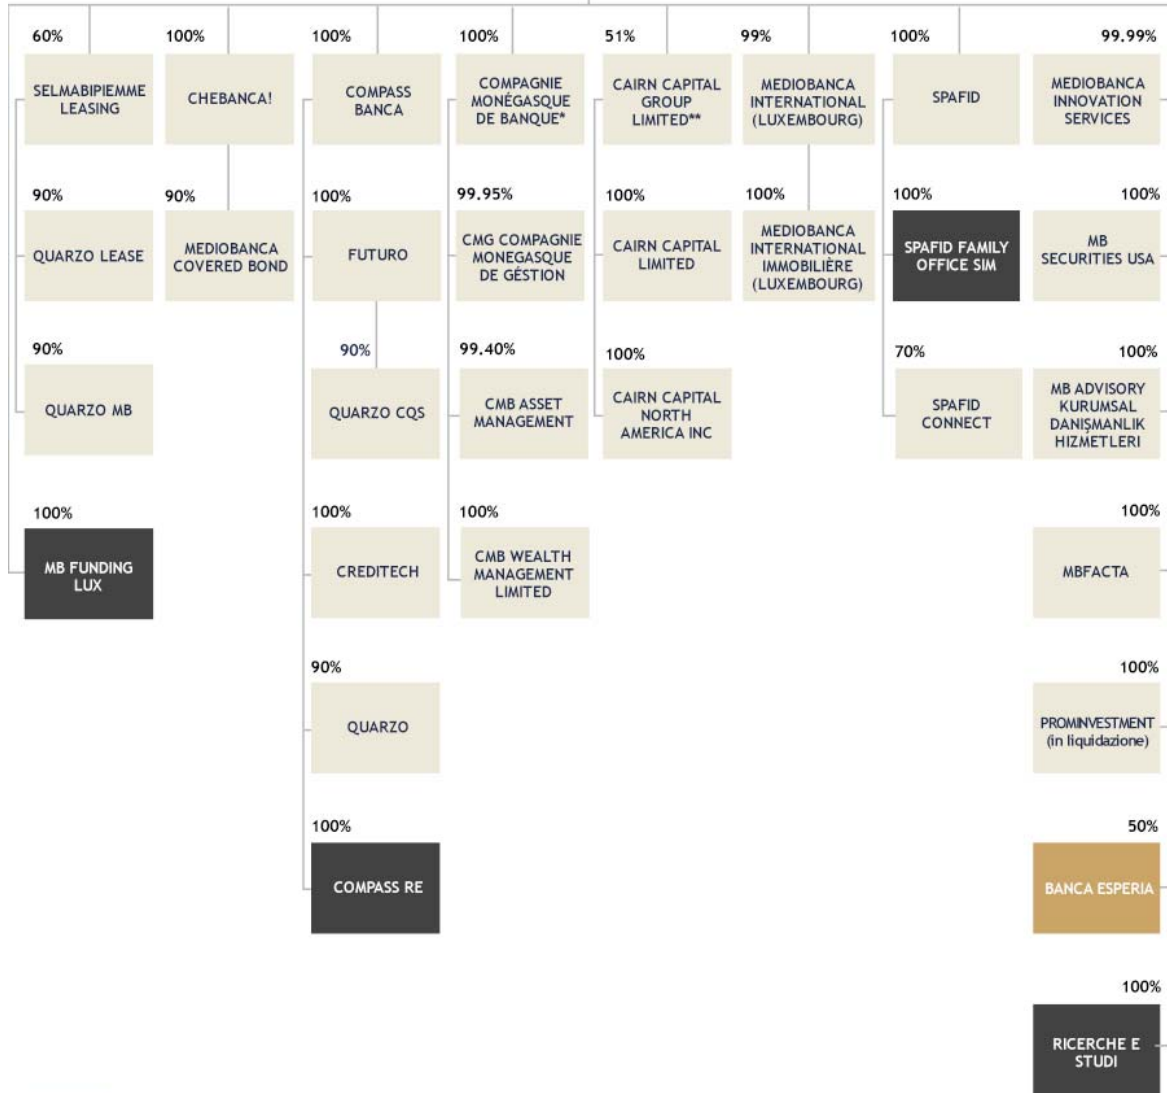 60%
100%
100%
100%
51%
99%
100%
99.99%
SELMABIPIEMME
LEASING
CHEBANCA!
COMPASS
BANCA
COMPAGNIE
MONÉGASQUE
DE BANQUE*
CAIRN CAPITAL
GROUP
LIMITED**
MEDIOBANCA
INTERNATIONAL
(LUXEMBOURG)
SPAFID
MEDIOBANCA
INNOVATION
SERVICES
90%
90%
100%
99.95%
100%
100%
100%
100%
QUARZO LEASE
MEDIOBANCA
COVERED BOND
FUTURO
CMG COMPAGNIE
MONEGASQUE
DE GÉSTION
CAIRN CAPITAL
LIMITED
MEDIOBANCA
INTERNATIONAL
IMMOBILIÈRE
(LUXEMBOURG)
SPAFID FAMILY
OFFICE SIM
MB
SECURITIES USA
90%
90%
99.40%
100%
70%
100%
QUARZO MB
QUARZO CQS
CMB ASSET
MANAGEMENT
CAIRN CAPITAL
NORTH
AMERICA INC
SPAFID
CONNECT
MB ADVISORY
KURUMSAL
DANIŞMANLIK
HIZMETLERI
100%
100%
100%
100%
MB FUNDING
LUX
CREDITECH
CMB WEALTH
MANAGEMENT
LIMITED
MBFACTA
90%
100%
QUARZO
PROMINVESTMENT
(in liquidazione)
100%
50%
COMPASS RE
BANCA ESPERIA
100%
RICERCHE E
STUDI